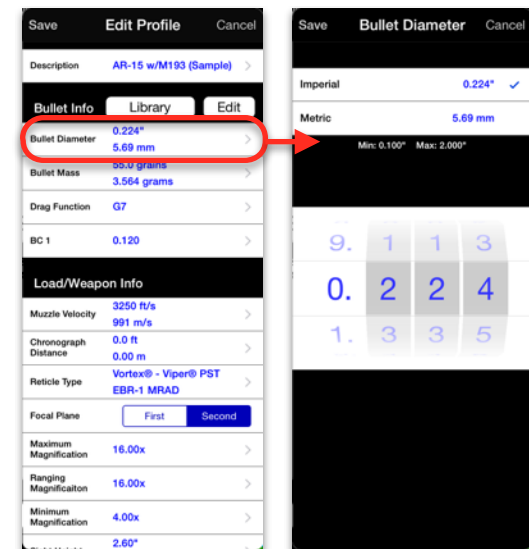 Save Edit Profile Cancel
Description AR-15 w/M193 (Sample)
Bullet Info Library Edit
Bullet Diameter 0.224"
5.69 mm
Bullet Mass 55.0 grains
3.564 grams
Drag Function G7
BC 1 0.120
Load/Weapon Info
Muzzle Velocity 3250 ft/s
991 m/s
Chronograph Distance 0.0 ft
0.00 m
Reticle Type Vortex® - Viper® PST
EBR-1 MRAD
Focal Plane First Second
Maximum
Magnification 16.00x
Ranging
Magnificaiton 16.00x
Minimum
Magnification 4.00x
2.60"
Save Bullet Diameter Cancel
Imperial 0.224" ✓
Metric 5.69 mm
Min: 0.100" Max: 2.000"
9. 1 1 3
0. 2 2 4
1. 3 3 5